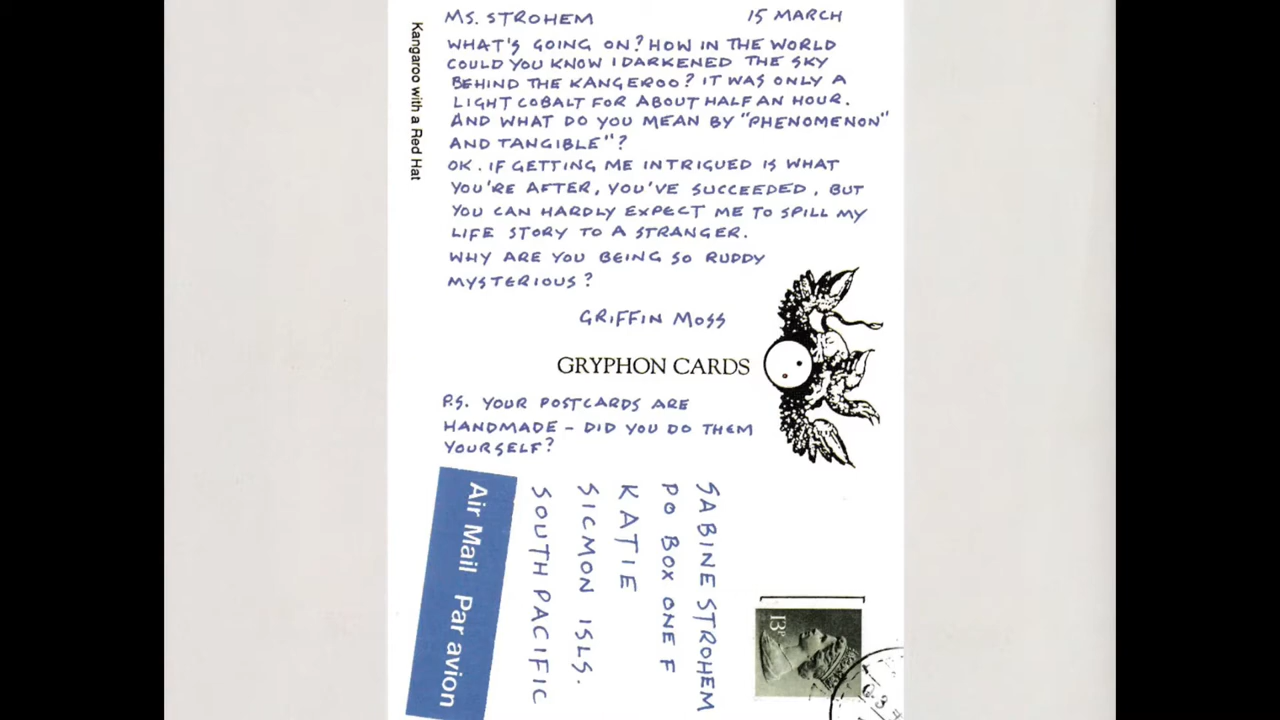 Kangaroo with a Red Hat
MS. STROHEM 15 MARCH
WHAT'S GOING ON? HOW IN THE WORLD
COULD YOU KNOW I DARKENED THE SKY
BEHIND THE KANGEROO? IT WAS ONLY A
LIGHT COBALT FOR ABOUT HALF AN HOUR.
AND WHAT DO YOU MEAN BY "PHENOMENON"
AND TANGIBLE"?
OK. IF GETTING ME INTRIGUED IS WHAT
YOU'RE AFTER, YOU'VE SUCCEEDED, BUT
YOU CAN HARDLY EXPECT ME TO SPILL MY
LIFE STORY TO A STRANGER.
WHY ARE YOU BEING SO RUDDY
MYSTERIOUS?
GRIFFIN MOSS
GRYPHON CARDS
P.S. YOUR POSTCARDS ARE
HANDMADE - DID YOU DO THEM
YOURSELF?
SABINE STROHEM
PO BOX ONE F
KATIE
SICMON ISLS.
SOUTH PACIFIC
Air Mail Par avion
13P